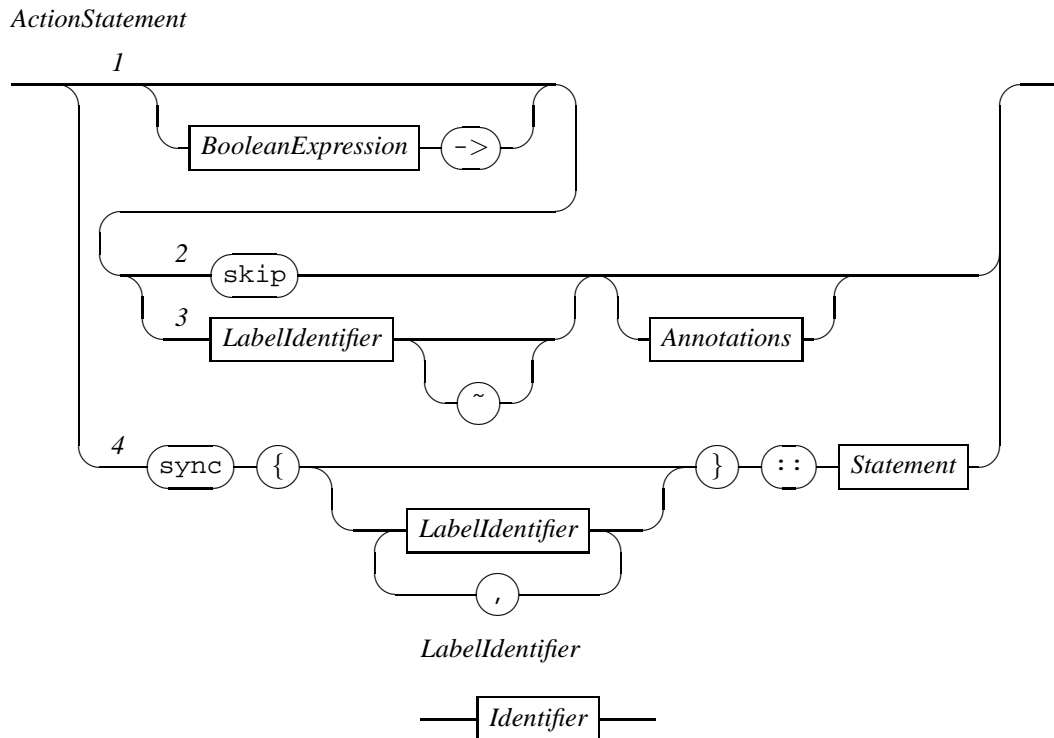 ActionStatement
1
BooleanExpression ->
2 skip
3 LabelIdentifier Annotations
~
4 sync { } :: Statement
LabelIdentifier
,
LabelIdentifier
Identifier